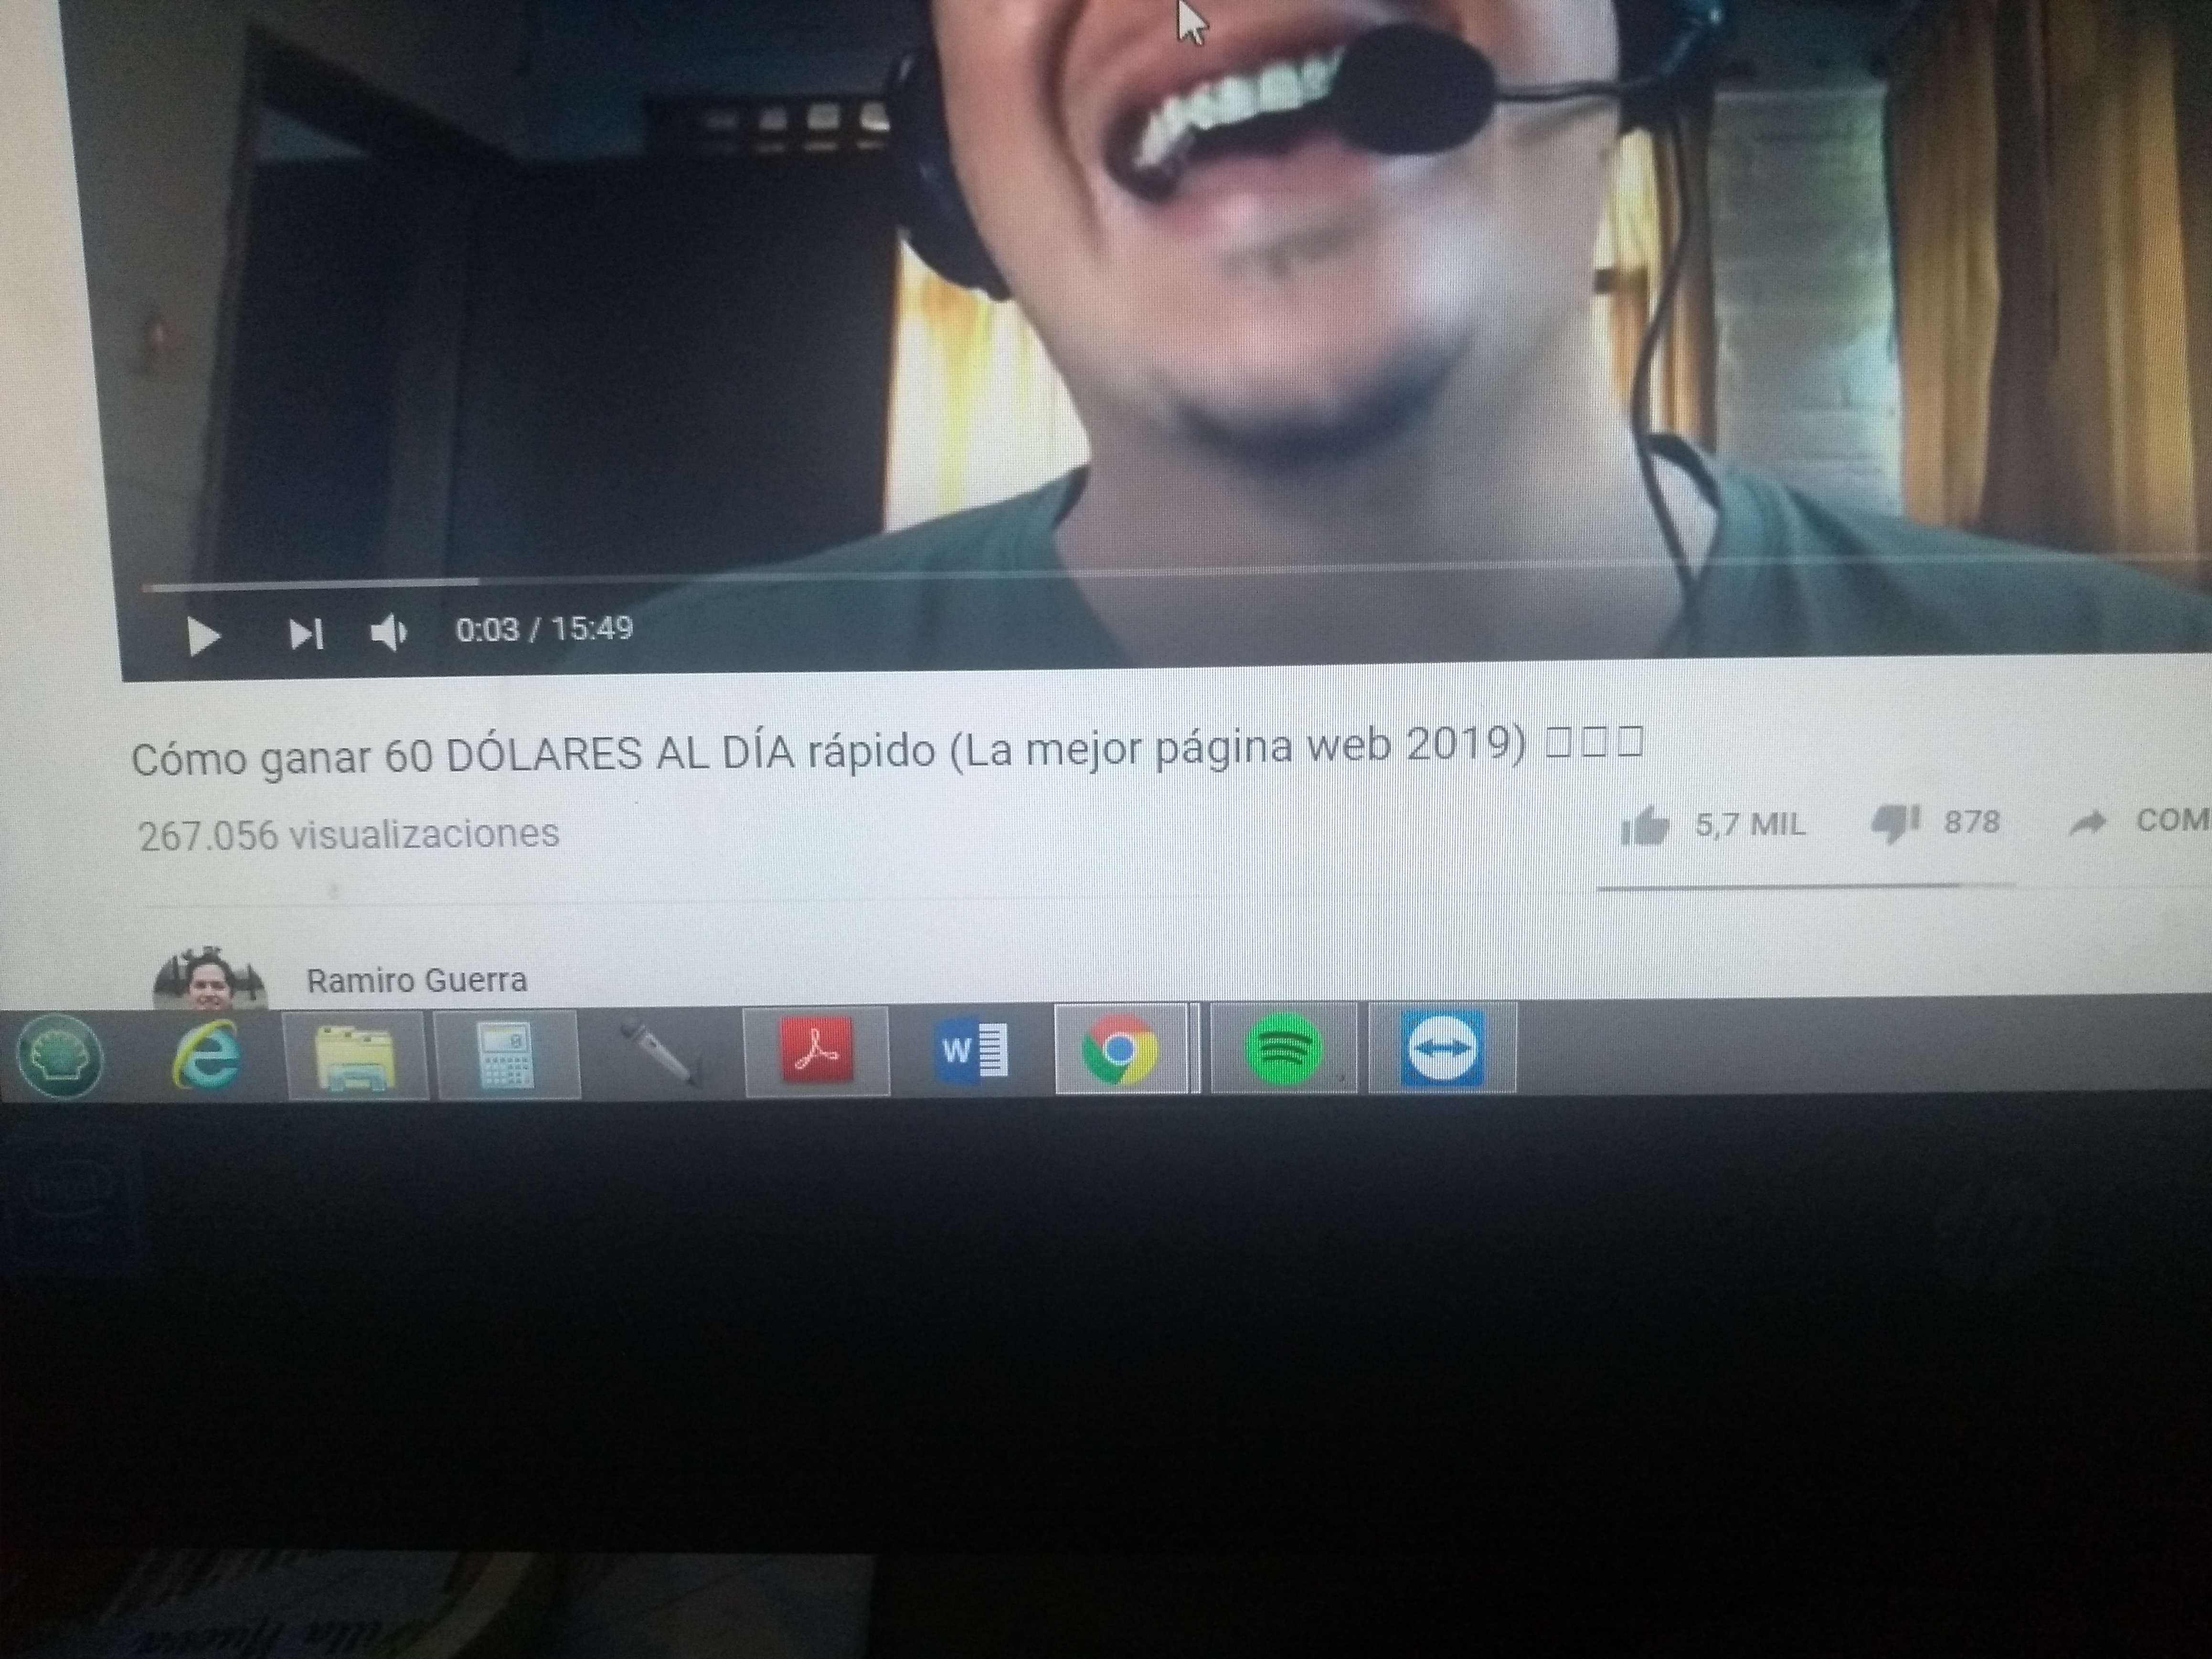 0:03 / 15:49
Cómo ganar 60 DÓLARES AL DÍA rápido (La mejor página web 2019) □□□
267.056 visualizaciones
5,7 MIL 878 COM
Ramiro Guerra
W